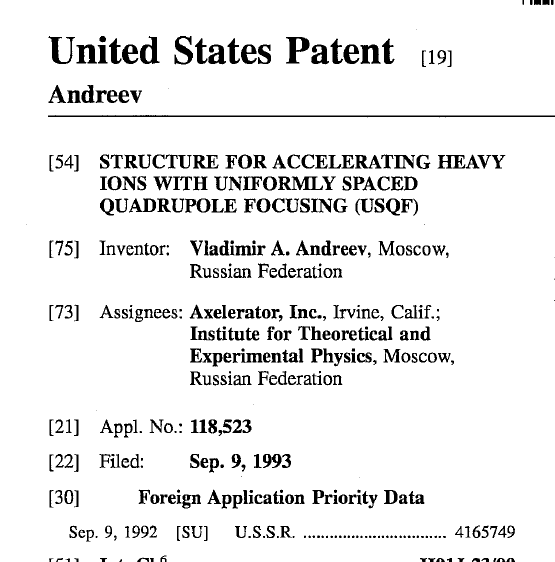 United States Patent [19]
Andreev
[54] STRUCTURE FOR ACCELERATING HEAVY
IONS WITH UNIFORMLY SPACED
QUADRUPOLE FOCUSING (USQF)
[75] Inventor: Vladimir A. Andreev, Moscow,
Russian Federation
[73] Assignees: Axelerator, Inc., Irvine, Calif.;
Institute for Theoretical and
Experimental Physics, Moscow,
Russian Federation
[21] Appl. No.: 118,523
[22] Filed: Sep. 9, 1993
[30] Foreign Application Priority Data
Sep. 9, 1992 [SU] U.S.S.R. ................................. 4165749